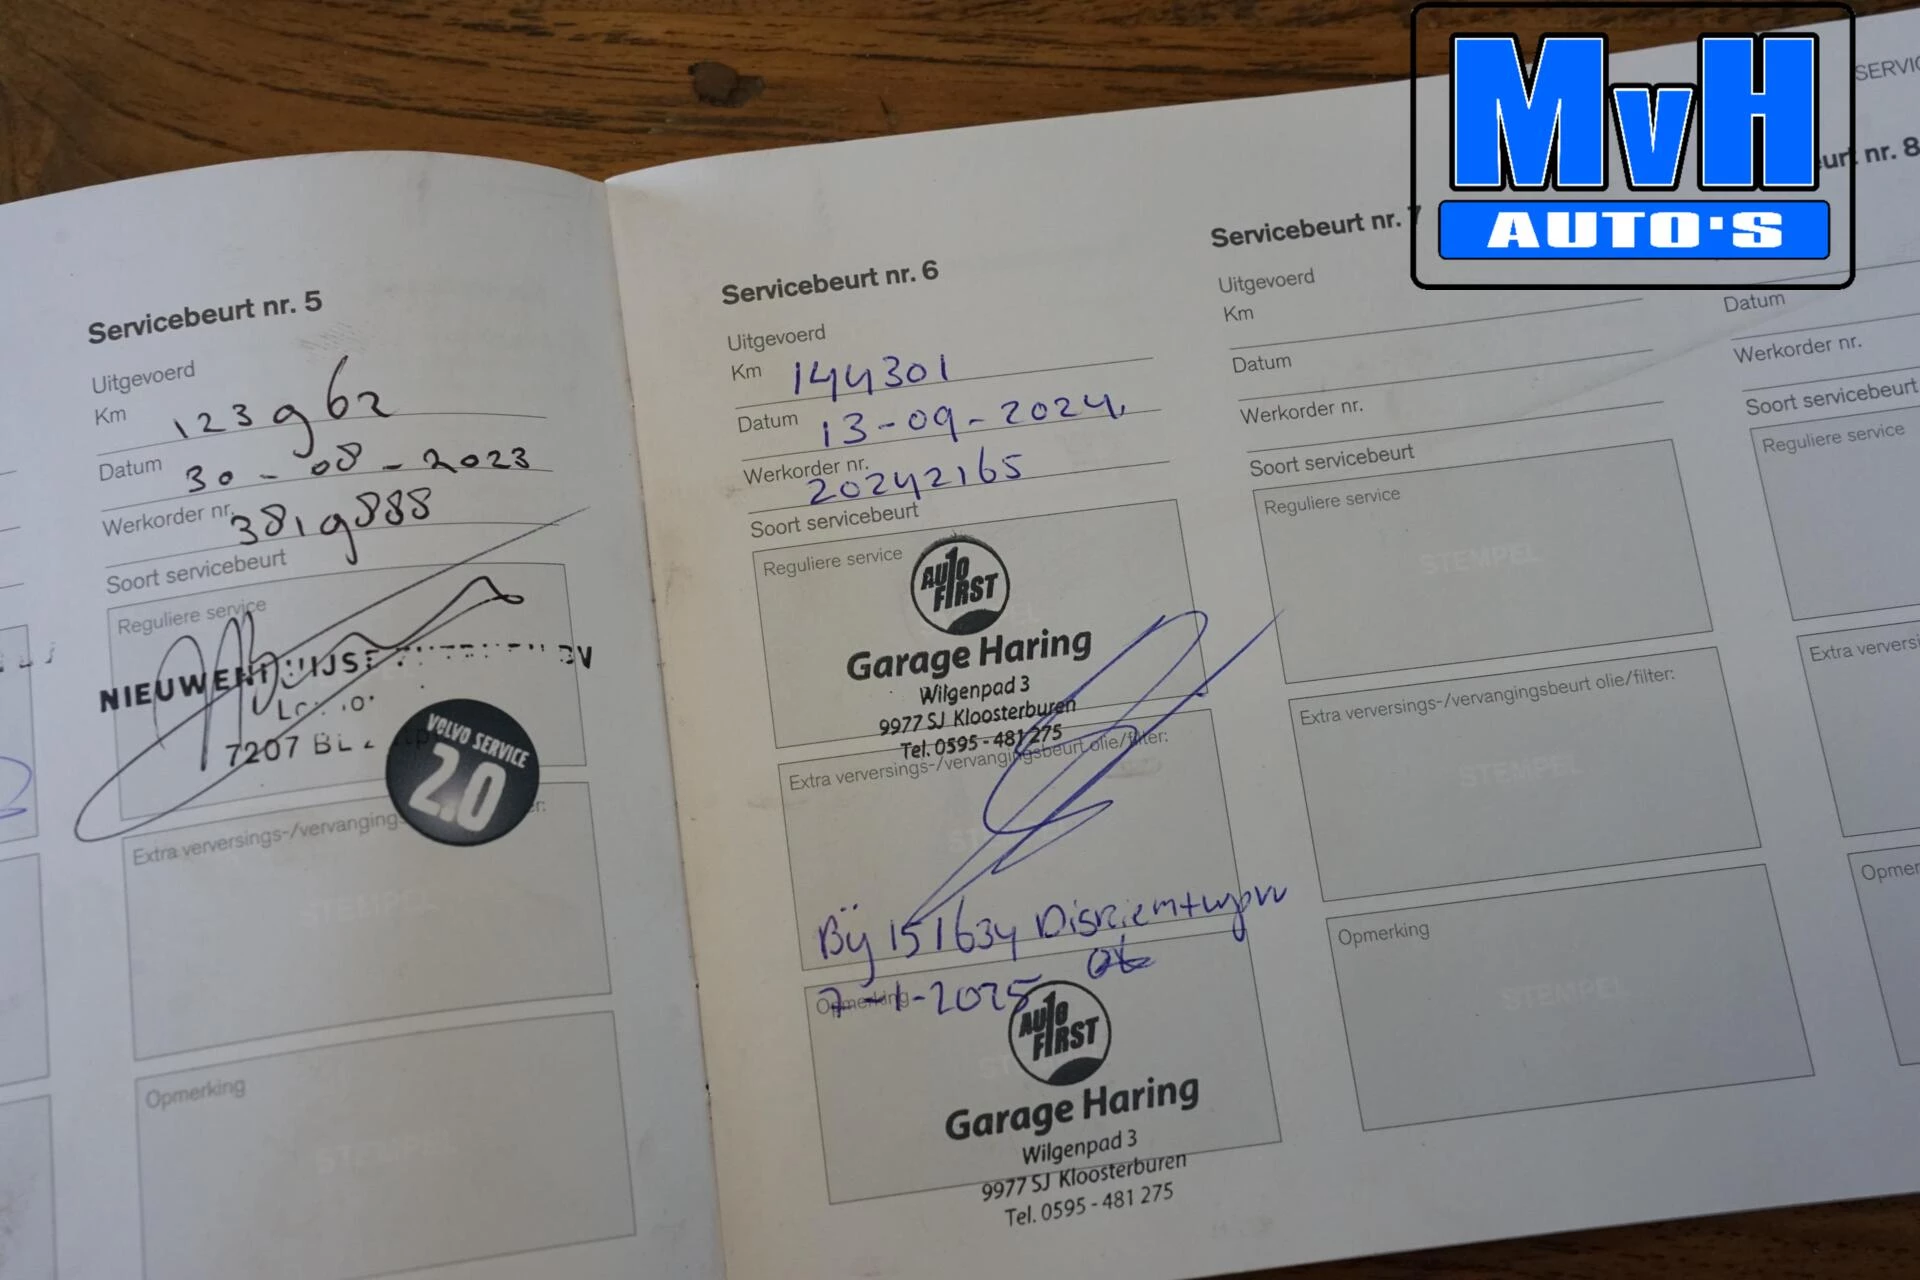 MvH
AUTO'S
SERVIC
Servicebeurt nr. 5
Uitgevoerd
Km 123962
Datum 30-08-2023
Werkorder nr. 3819888
Soort servicebeurt
Reguliere service
7207
VOLVO SERVICE
2.0
Extra verversings-/vervangings
Opmerking
STEMPEL
Servicebeurt nr. 6
Uitgevoerd
Km 144301
Datum 13-09-2024
Werkorder nr. 20242165
Soort servicebeurt
Reguliere service
AUTO
FIRST
Garage Haring
Wilgenpad 3
9977 SJ Kloosterburen
Tel. 0595 - 481 275
Extra verversings-/vervangingsbeurt olie/filter:
Bij 151634
7-1-2025
Opmerking
AUTO
FIRST
Garage Haring
Wilgenpad 3
9977 SJ Kloosterburen
Tel. 0595 - 481 275
Servicebeurt nr. 7
Uitgevoerd
Km
Datum
Werkorder nr.
Soort servicebeurt
Reguliere service
STEMPEL
Extra verversings-/vervangingsbeurt olie/filter:
STEMPEL
Opmerking
STEMPEL
eurt nr. 8
Datum
Werkorder nr.
Soort servicebeurt
Reguliere service
Extra versersi
Opmer